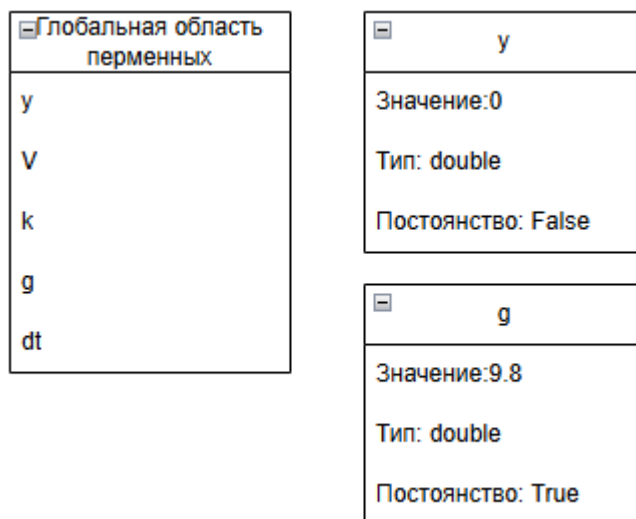 Глобальная область
перменных
y
V
k
g
dt
y
Значение:0
Тип: double
Постоянство: False
g
Значение:9.8
Тип: double
Постоянство: True